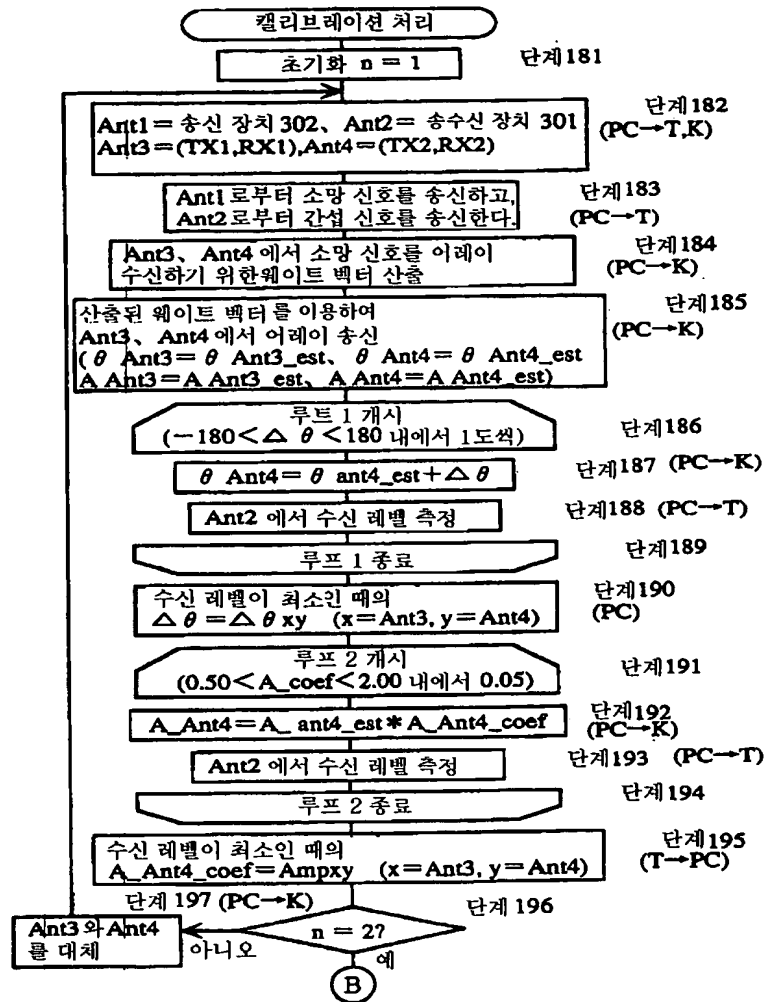 캘리브레이션 처리
초기화 n = 1
단계181
Ant1= 송신 장치 302、Ant2= 송수신 장치 301
Ant3=(TX1,RX1),Ant4=(TX2,RX2)
단계182
(PC→T,K)
Ant1로부터 소망 신호를 송신하고,
Ant2로부터 간섭 신호를 송신한다.
단계183
(PC→T)
Ant3、Ant4 에서 소망 신호를 어레이
수신하기 위한웨이트 벡터 산출
단계184
(PC→K)
산출된 웨이트 벡터를 이용하여
Ant3、Ant4 에서 어레이 송신
( θ Ant3= θ Ant3_est、 θ Ant4= θ Ant4_est
A Ant3=A Ant3_est、A Ant4=A Ant4_est)
단계185
(PC→K)
루트 1 개시
(−180<△ θ <180 내에서 1도씩)
단계186
θ Ant4= θ ant4_est+△ θ
단계187 (PC→K)
Ant2 에서 수신 레벨 측정
단계188 (PC→T)
루프 1 종료
단계189
수신 레벨이 최소인 때의
△ θ =△ θ xy (x=Ant3, y=Ant4)
단계190
(PC)
루프 2 개시
(0.50<A_coef<2.00 내에서 0.05)
단계191
A_Ant4=A_ ant4_est* A_Ant4_coef
단계192
(PC→K)
Ant2 에서 수신 레벨 측정
단계193 (PC→T)
루프 2 종료
단계194
수신 레벨이 최소인 때의
A_Ant4_coef=Ampxy (x=Ant3, y=Ant4)
단계195
(T→PC)
단계197 (PC→K)
단계196
Ant3와Ant4
를 대체
아니오
n = 2?
예
B